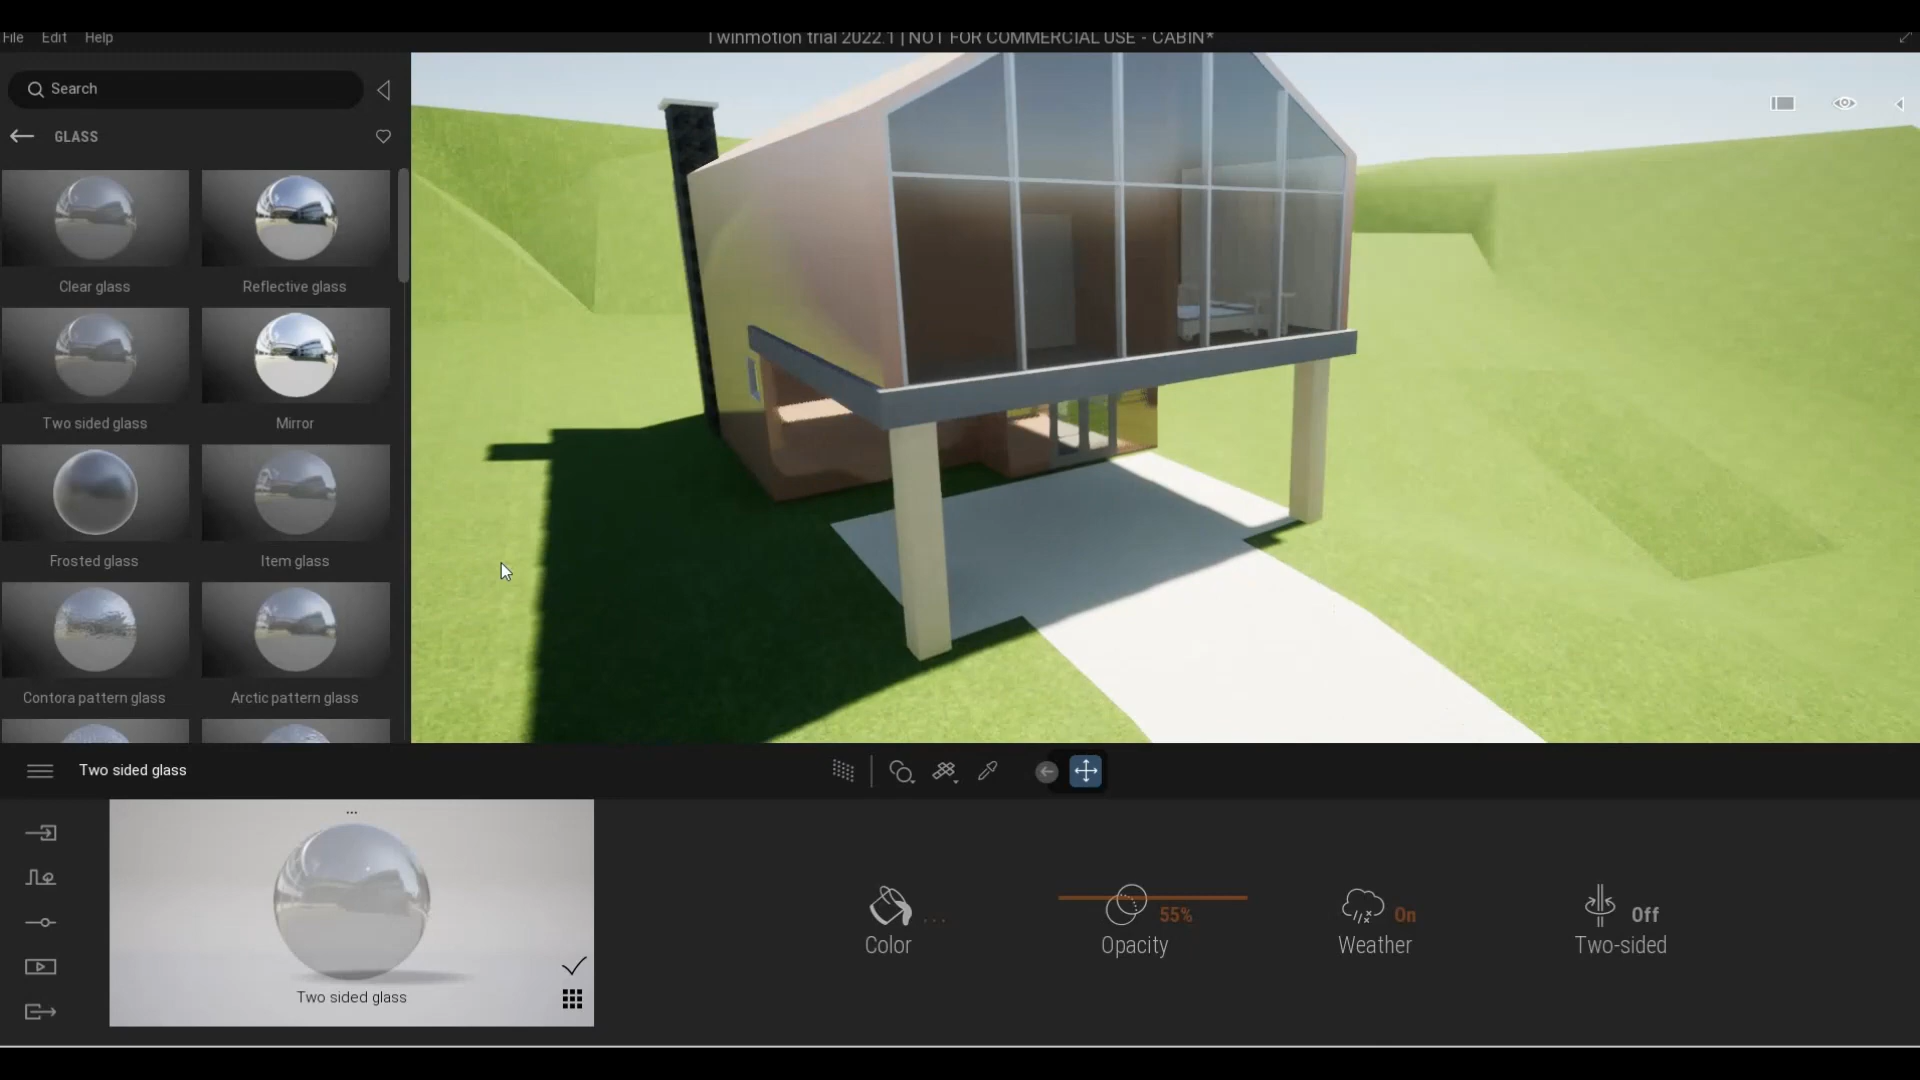 File Edit Help
Twinmotion trial 2022.1 | NOT FOR COMMERCIAL USE - CABIN*
Search
GLASS
Clear glass
Reflective glass
Two sided glass
Mirror
Frosted glass
Item glass
Contora pattern glass
Arctic pattern glass
Two sided glass
...
Two sided glass
...
Color
55%
Opacity
On
Weather
Off
Two-sided